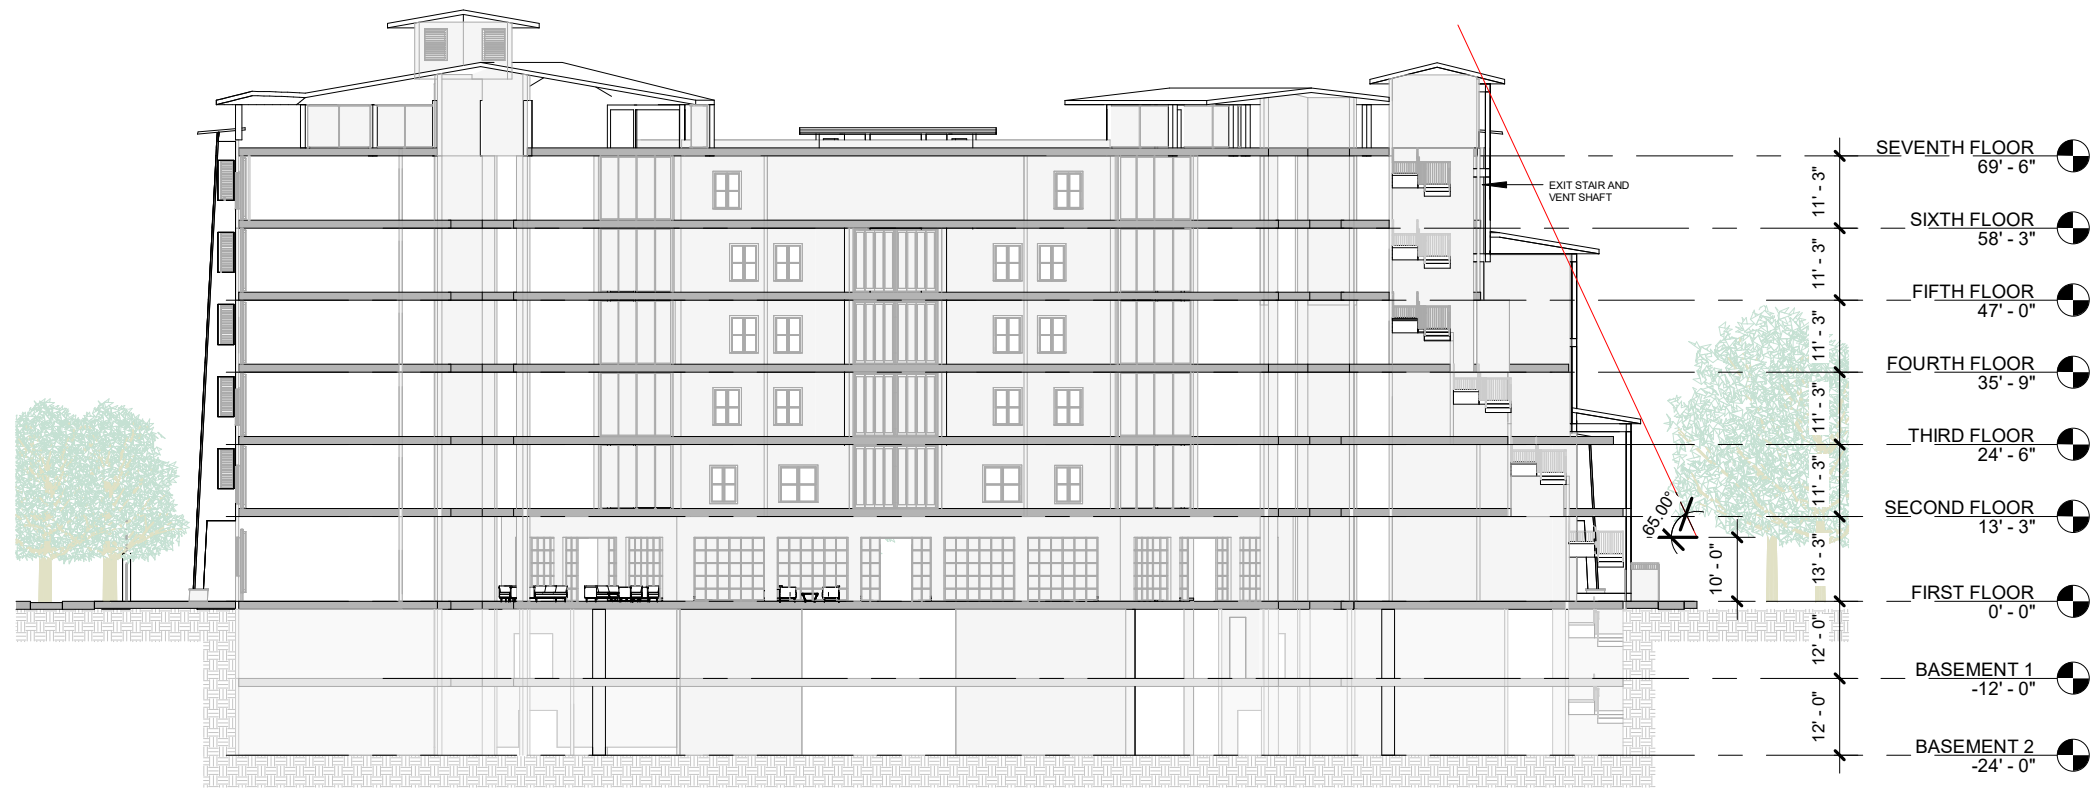 SEVENTH FLOOR
69' - 6"
11' - 3"
EXIT STAIR AND
VENT SHAFT
SIXTH FLOOR
58' - 3"
11' - 3"
FIFTH FLOOR
47' - 0"
11' - 3"
FOURTH FLOOR
35' - 9"
11' - 3"
THIRD FLOOR
24' - 6"
11' - 3"
SECOND FLOOR
13' - 3"
65.00°
13' - 3"
10' - 0"
FIRST FLOOR
0' - 0"
12' - 0"
BASEMENT 1
-12' - 0"
12' - 0"
BASEMENT 2
-24' - 0"